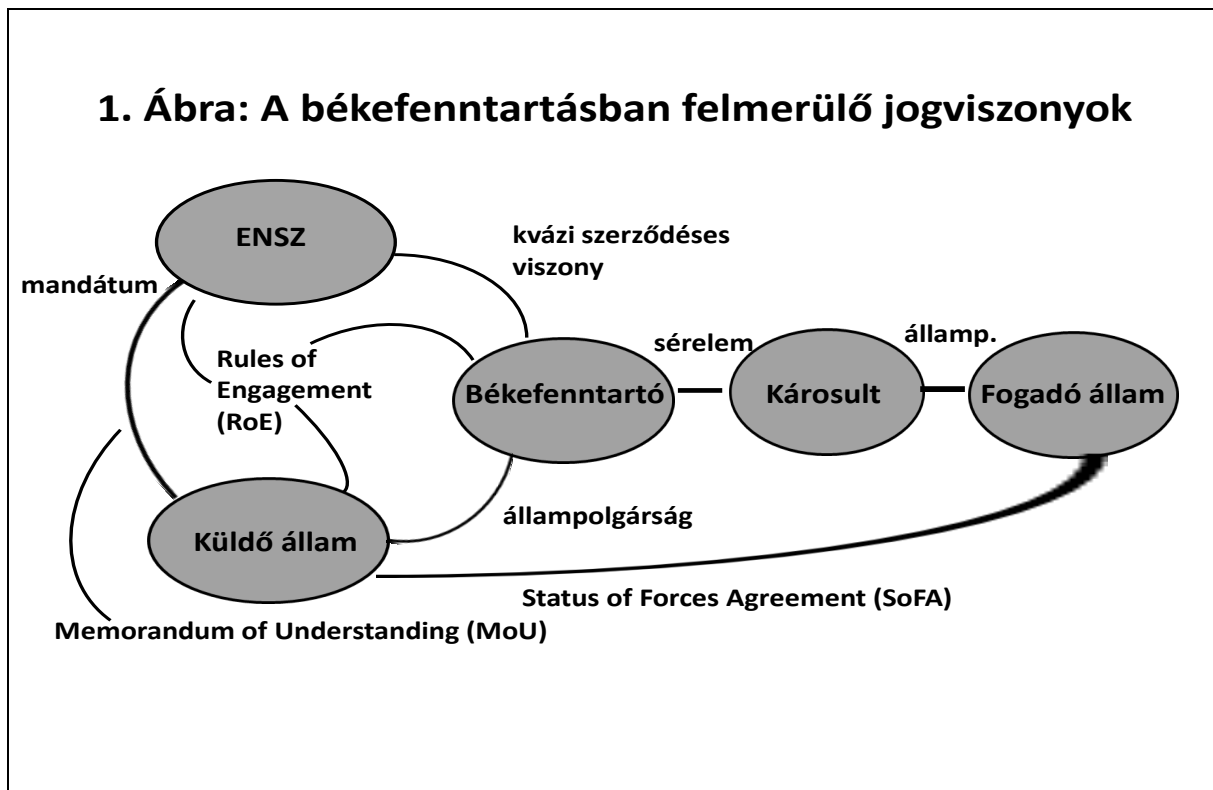 1. Ábra: A békefenntartásban felmerülő jogviszonyok
ENSZ
kvázi szerződéses
viszony
mandátum
Rules of
Engagement
(RoE)
Békefenntartó
sérelem
Károsult
államp.
Fogadó állam
Küldő állam
állampolgárság
Status of Forces Agreement (SoFA)
Memorandum of Understanding (MoU)